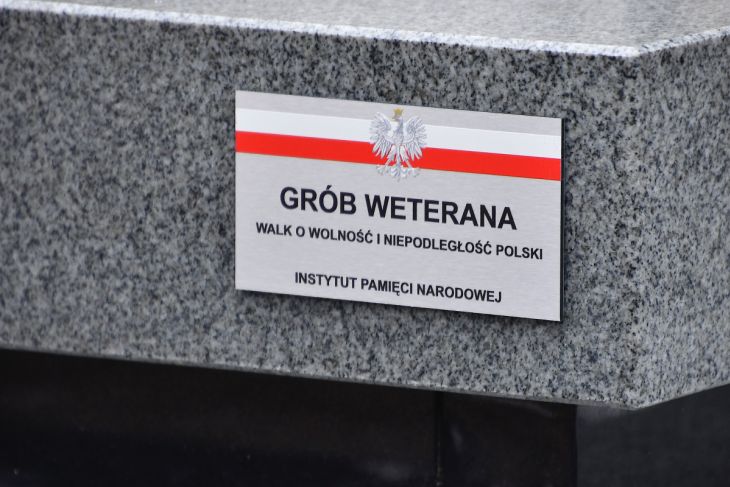 GRÓB WETERANA
WALK O WOLNOŚĆ I NIEPODLEGŁOŚĆ POLSKI
INSTYTUT PAMIĘCI NARODOWEJ